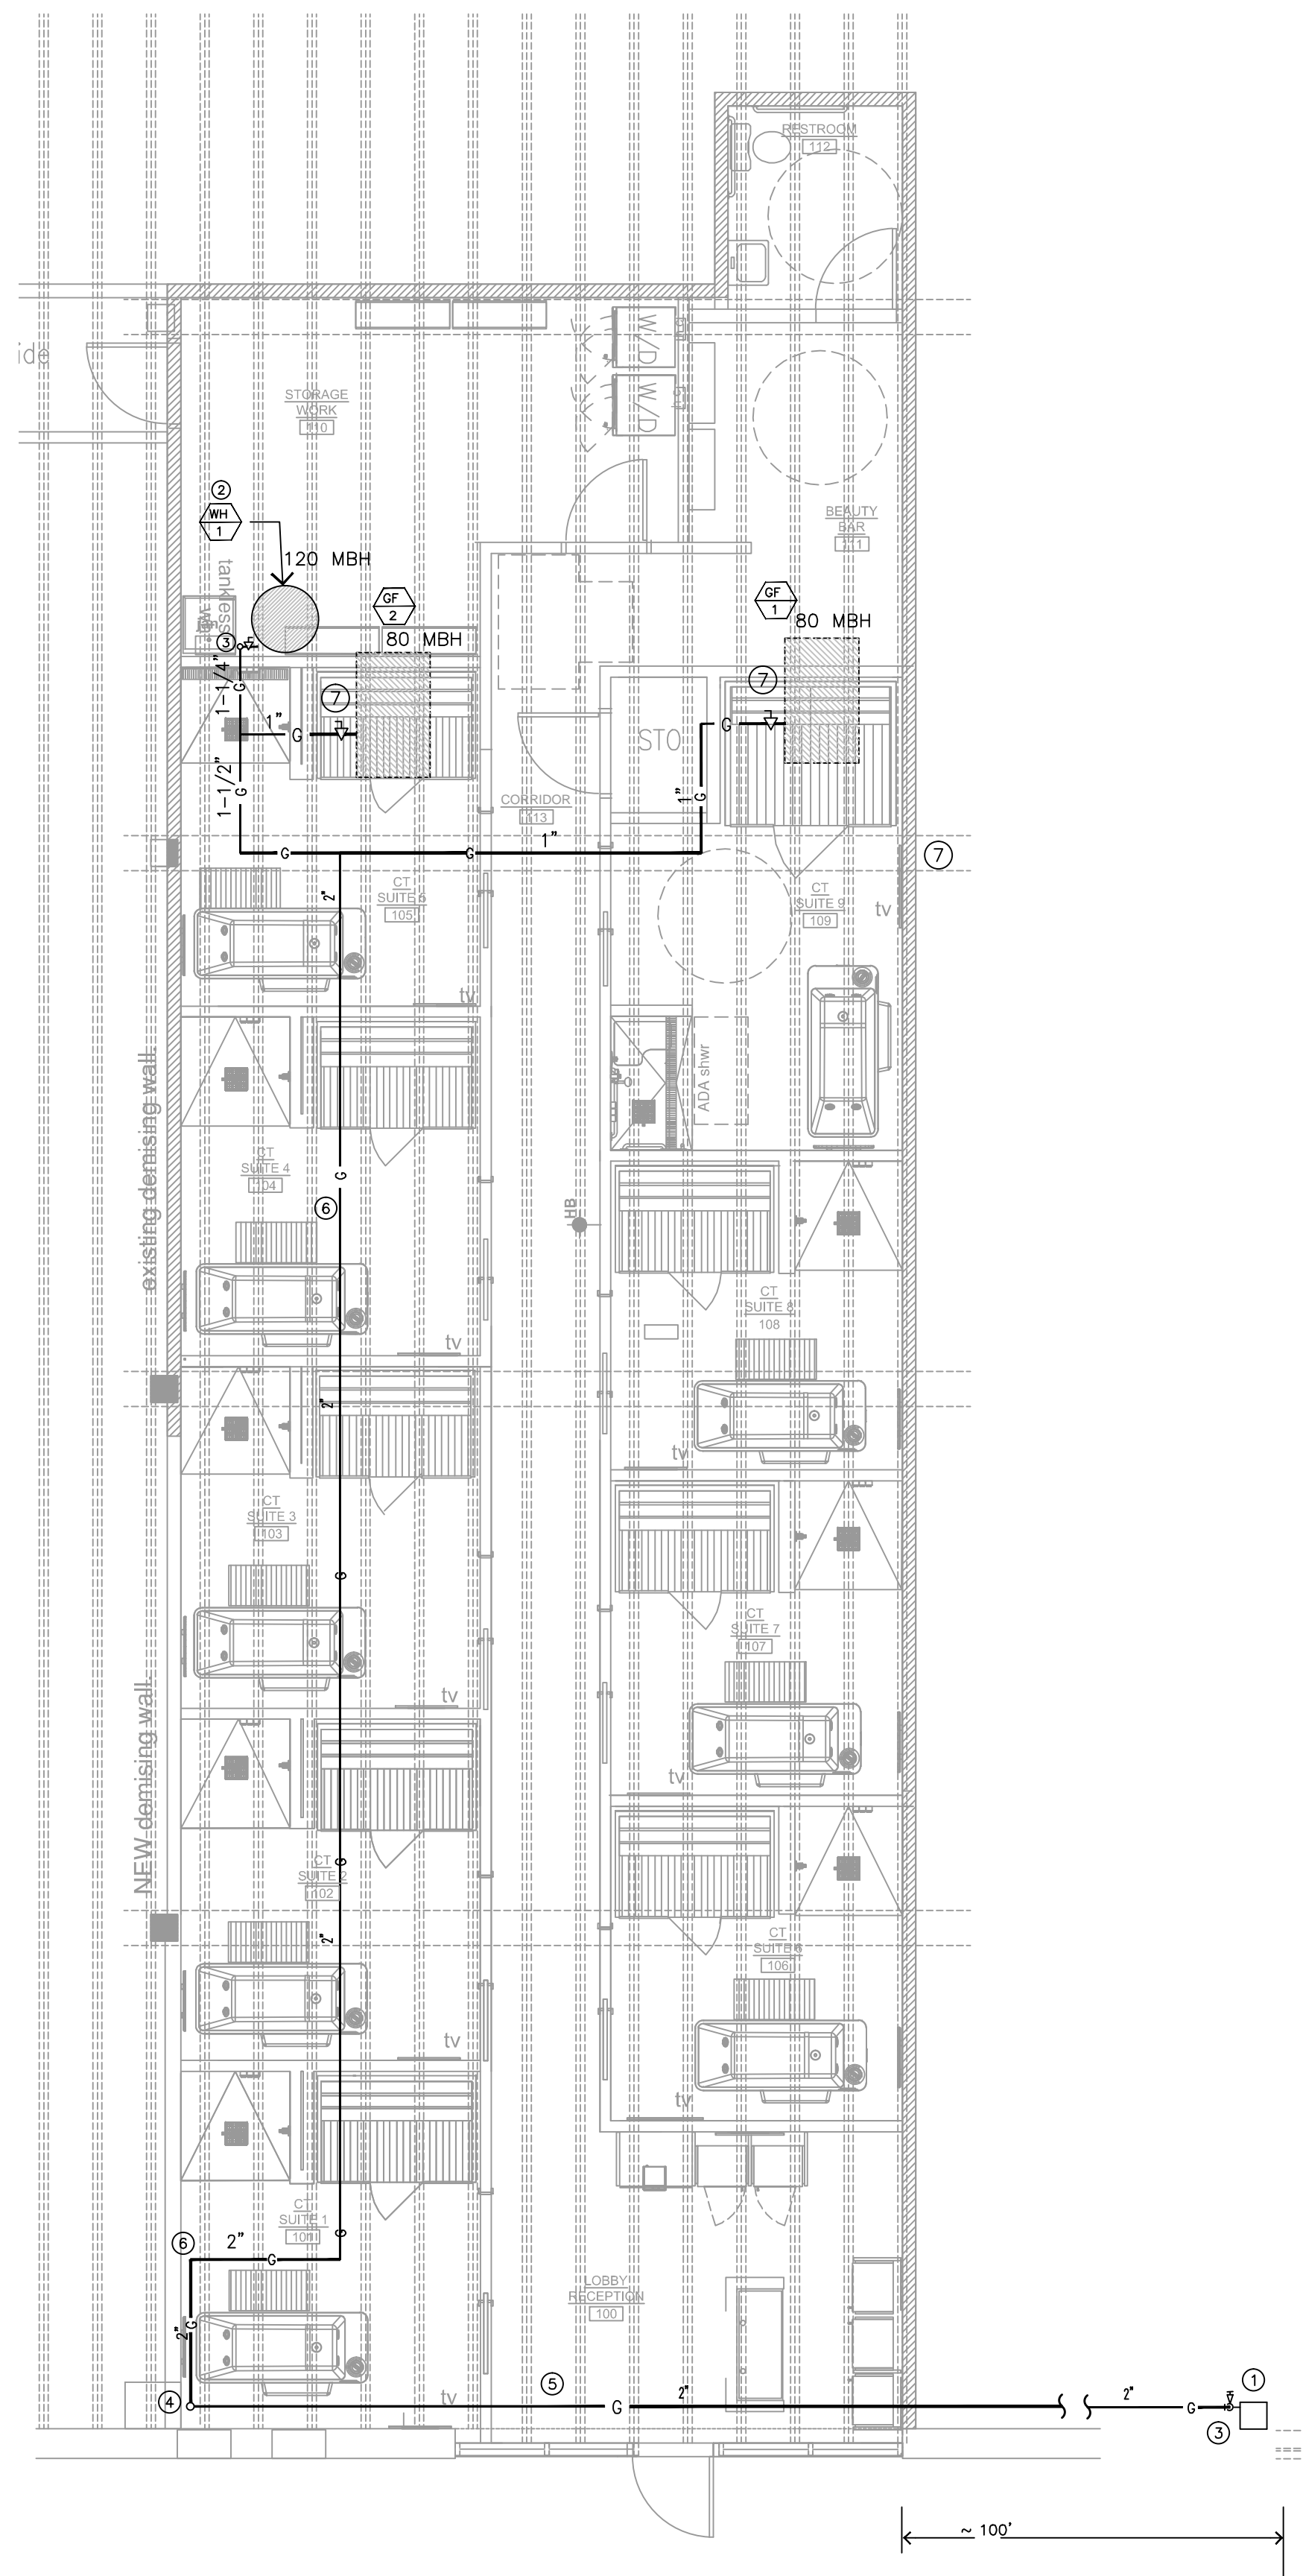 RESTROOM
112
ide
W/D
W/D
STORAGE
WORK
110
BEAUTY
BAR
111
2
WH
1
120 MBH
tankless
GF
2
80 MBH
GF
1
80 MBH
3
7
7
1-1/4"
G
1"
G
G
STO
1-1/2"
G
1"
G
CORRIDOR
113
1"
G
G
7
2"
CT
SUITE 5
105
CT
SUITE 9
109
tv
tv
existing demising wall.
ADA shwr
CT
SUITE 4
104
G
6
HB
CT
SUITE 8
108
tv
2"
tv
CT
SUITE 3
103
G
CT
SUITE 7
107
tv
tv
NEW demising wall.
CT
SUITE 2
102
G
2"
CT
SUITE 6
106
tv
tv
CT
SUITE 1
101
G
6
2"
G
LOBBY
RECEPTION
100
2"
G
4
tv
5
G
2"
2"
G
1
3
~ 100'